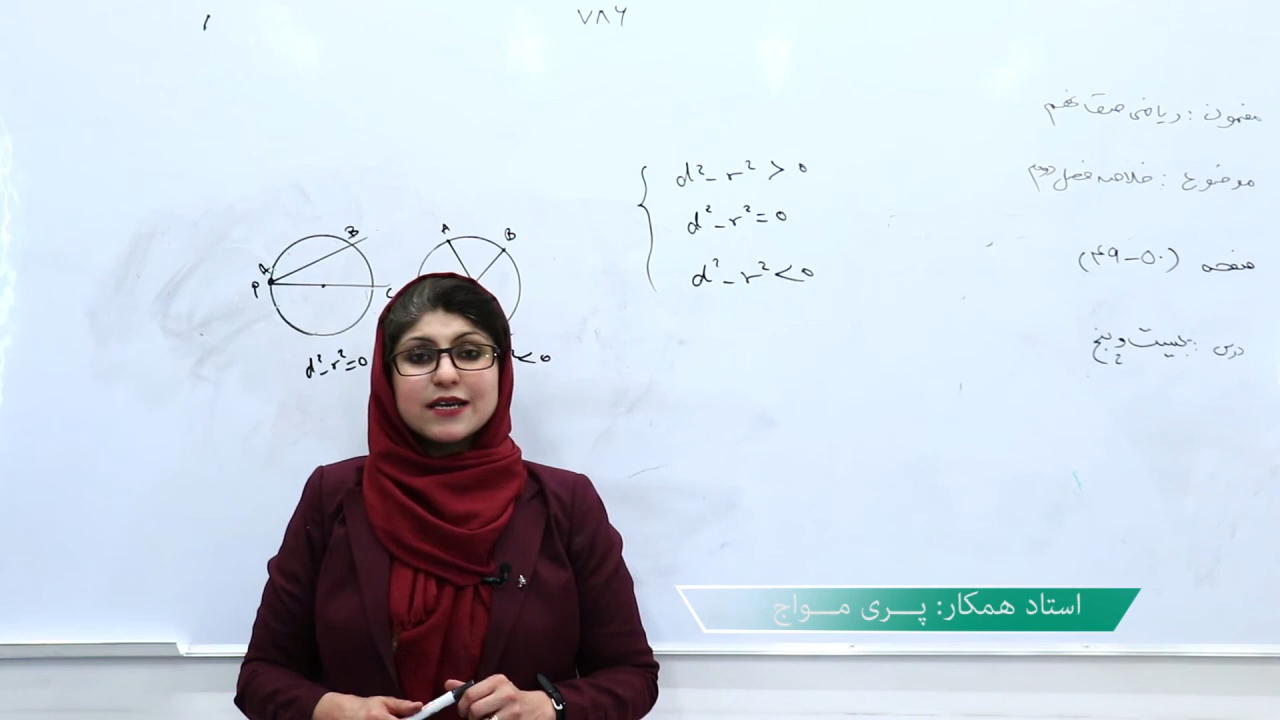 ۷۸۶
مضمون : ریاضی صنف نهم
موضوع : خلاصه فصل دوم
صفحه (۴۹-۵۰)
درس : بیست و پنج
d²-r²>0
d²-r²=0
d²-r²<0
A B
B
A
P C
d²-r²=0
<0
استاد همکار: پری مواج